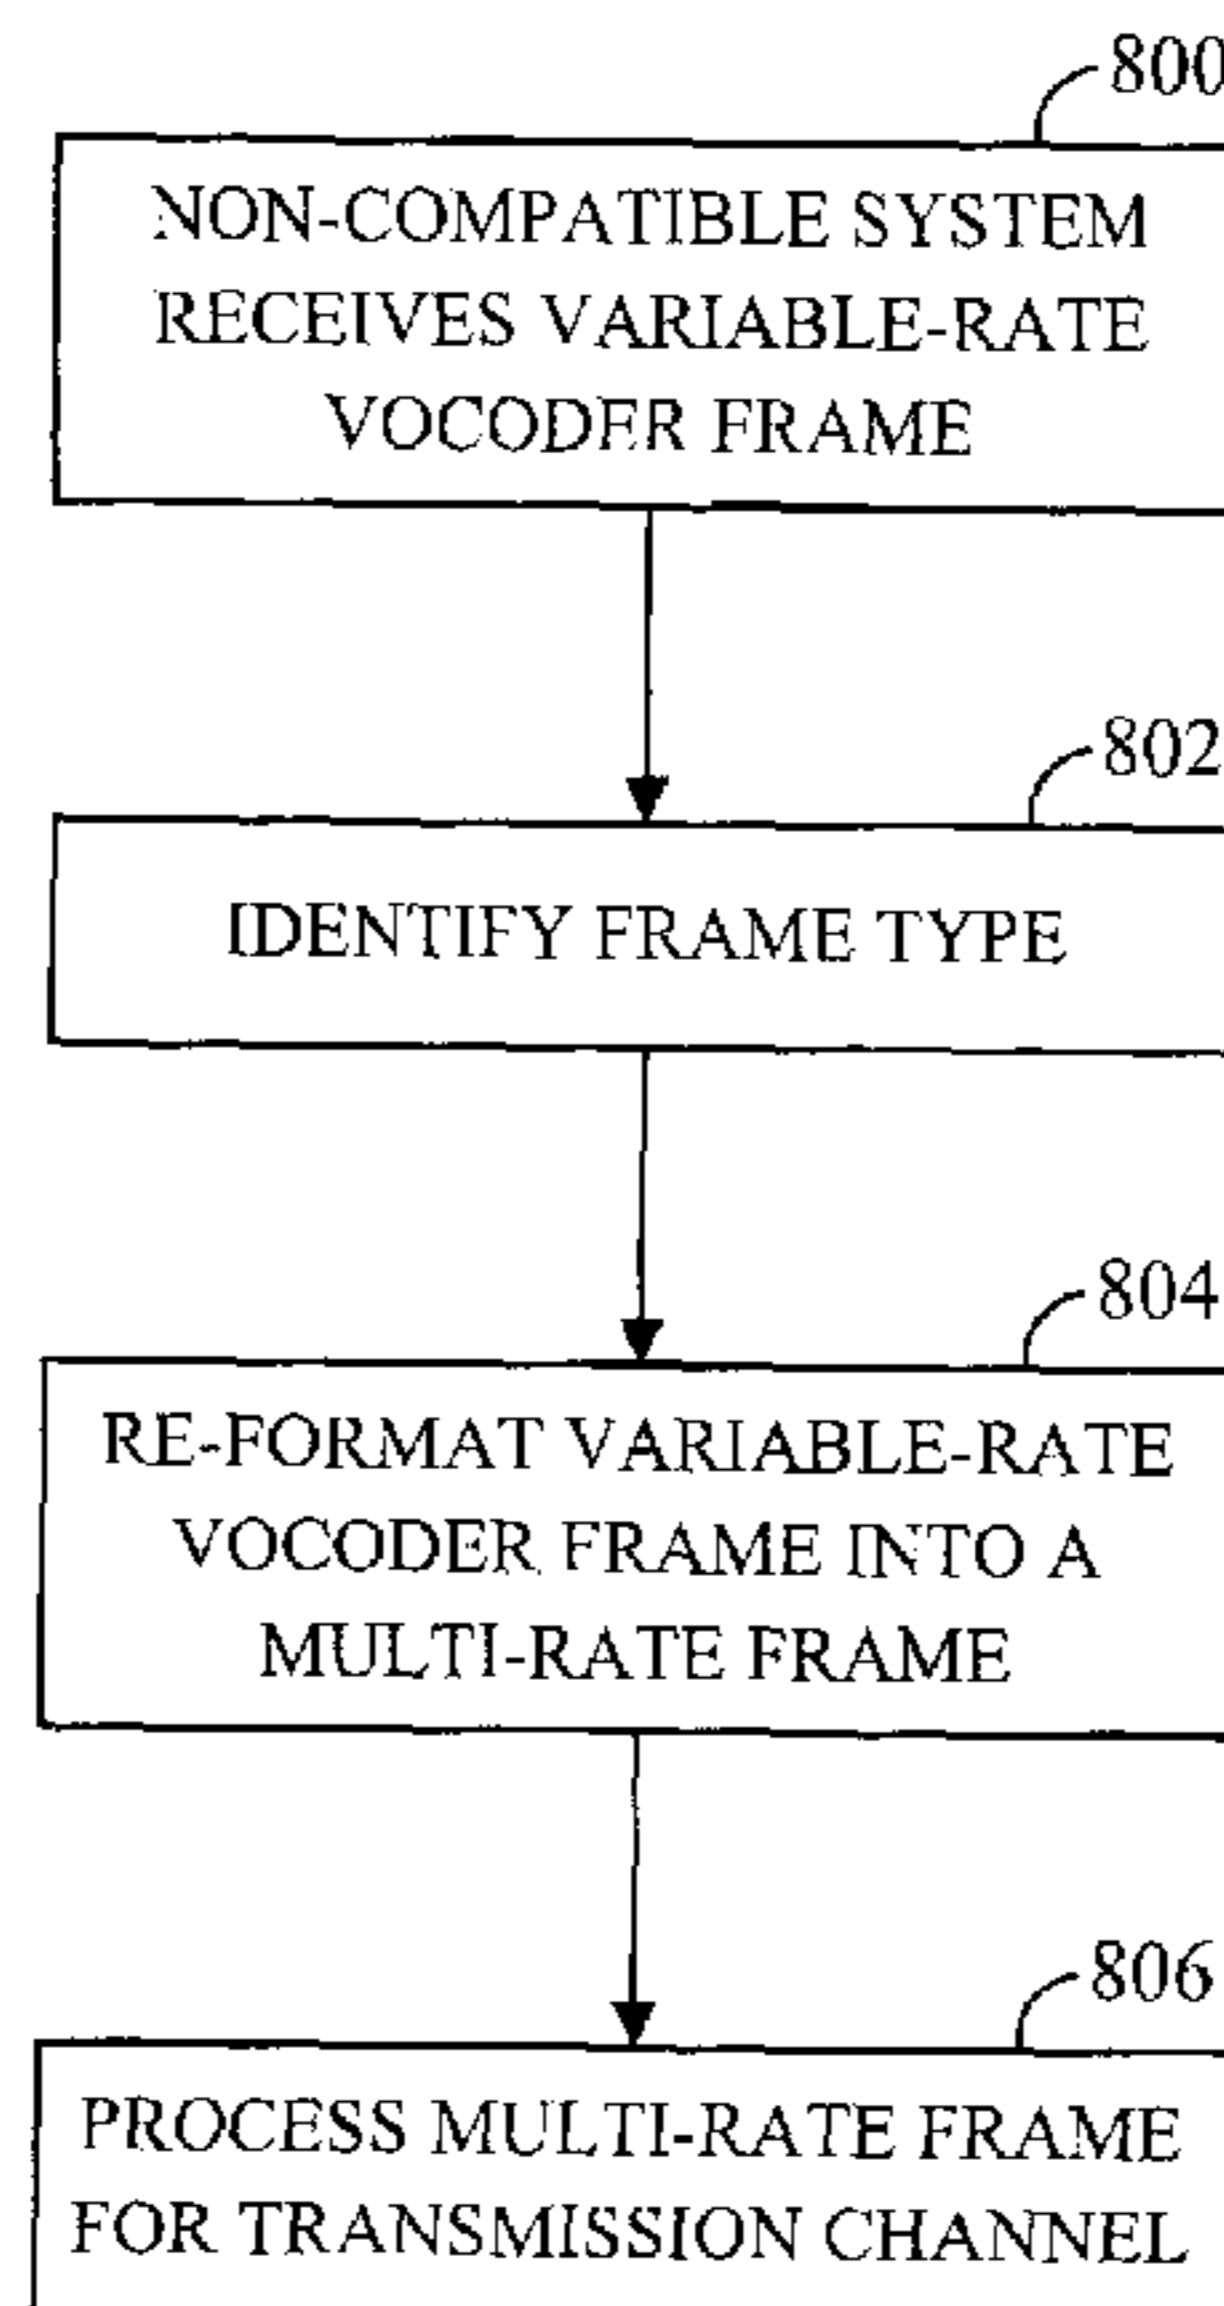 800
NON-COMPATIBLE SYSTEM
RECEIVES VARIABLE-RATE
VOCODER FRAME
802
IDENTIFY FRAME TYPE
804
RE-FORMAT VARIABLE-RATE
VOCODER FRAME INTO A
MULTI-RATE FRAME
806
PROCESS MULTI-RATE FRAME
FOR TRANSMISSION CHANNEL